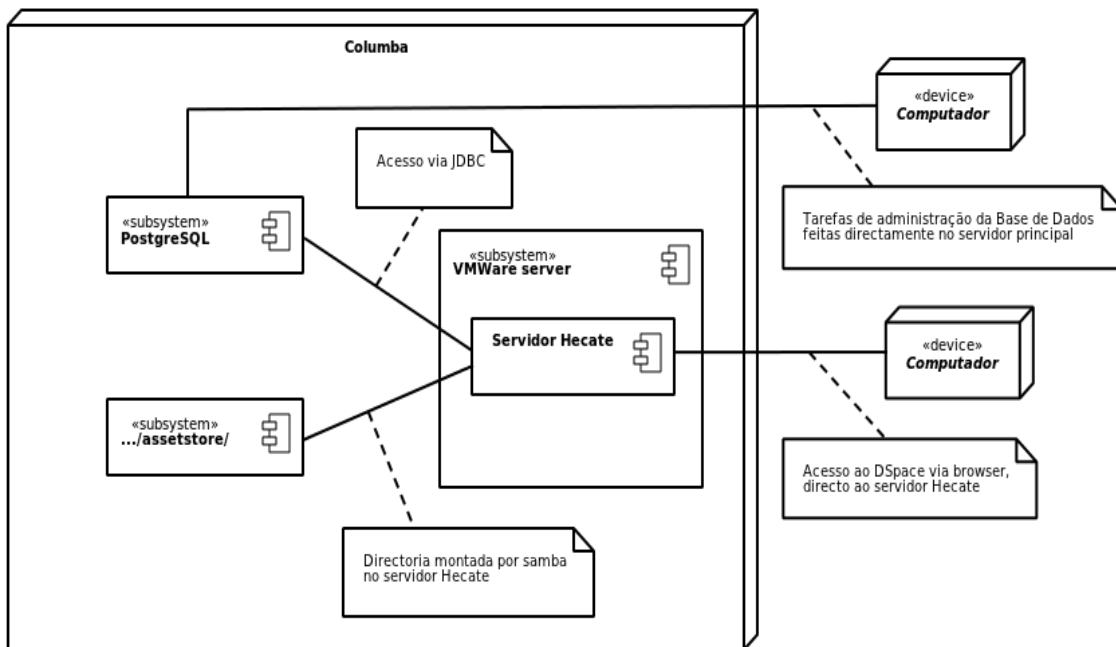 Columba
«device»
Computador
Acesso via JDBC
Tarefas de administração da Base de Dados
feitas directamente no servidor principal
«subsystem»
PostgreSQL
«subsystem»
VMWare server
Servidor Hecate
«device»
Computador
«subsystem»
.../assetstore/
Acesso ao DSpace via browser,
directo ao servidor Hecate
Directoria montada por samba
no servidor Hecate